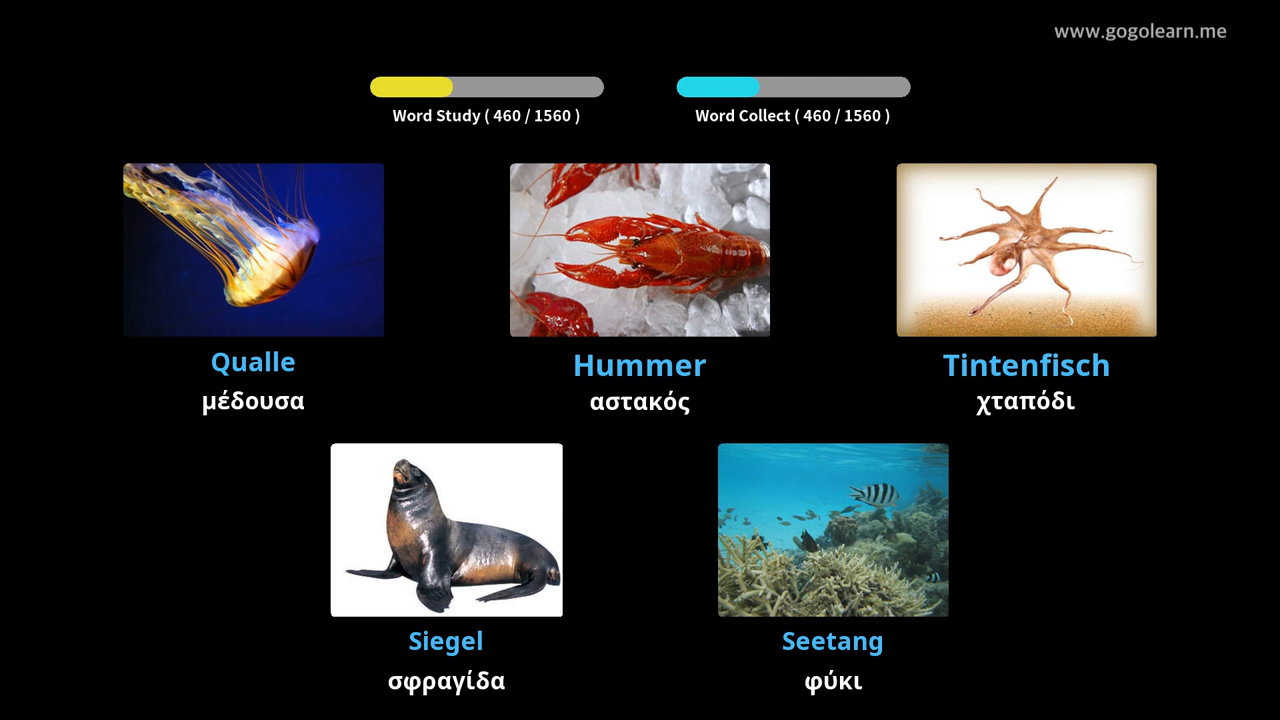 www.gogolearn.me
Word Study ( 460 / 1560 )
Word Collect ( 460 / 1560 )
Qualle
μέδουσα
Hummer
αστακός
Tintenfisch
χταπόδι
Siegel
σφραγίδα
Seetang
φύκι